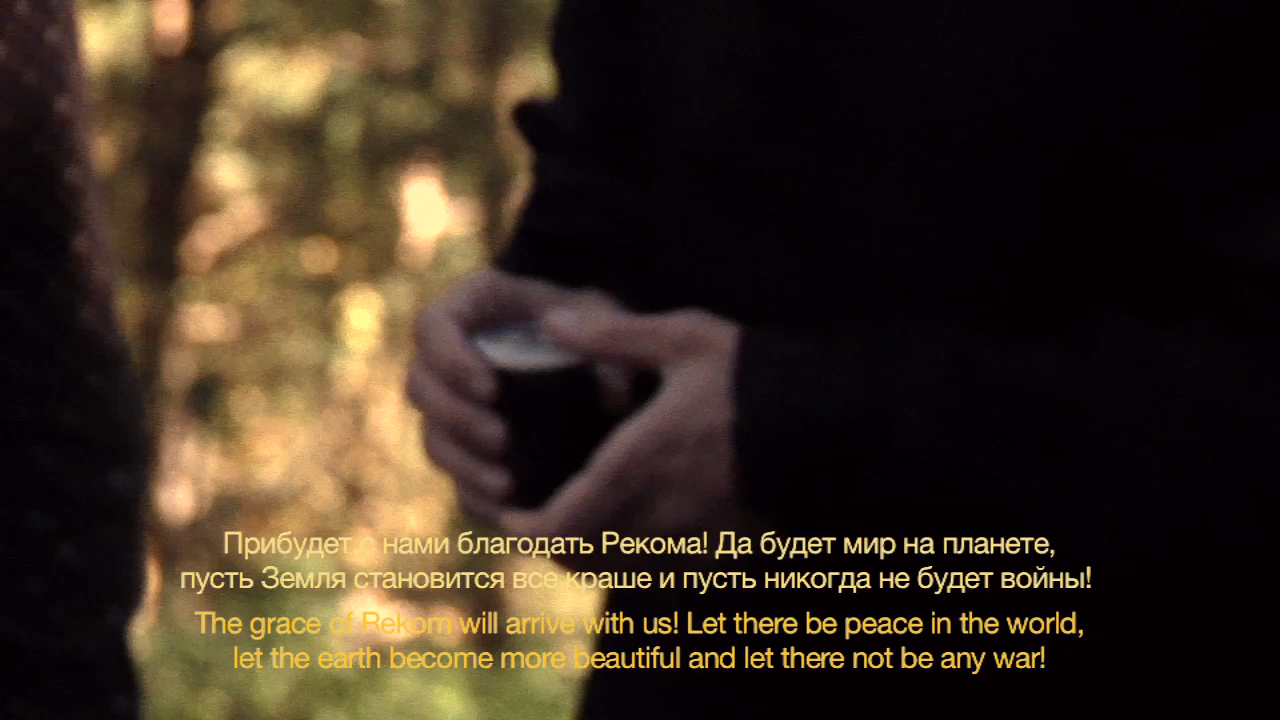 Прибудет с нами благодать Рекома! Да будет мир на планете,
пусть Земля становится все краше и пусть никогда не будет войны!
The grace of Rekom will arrive with us! Let there be peace in the world,
let the earth become more beautiful and let there not be any war!